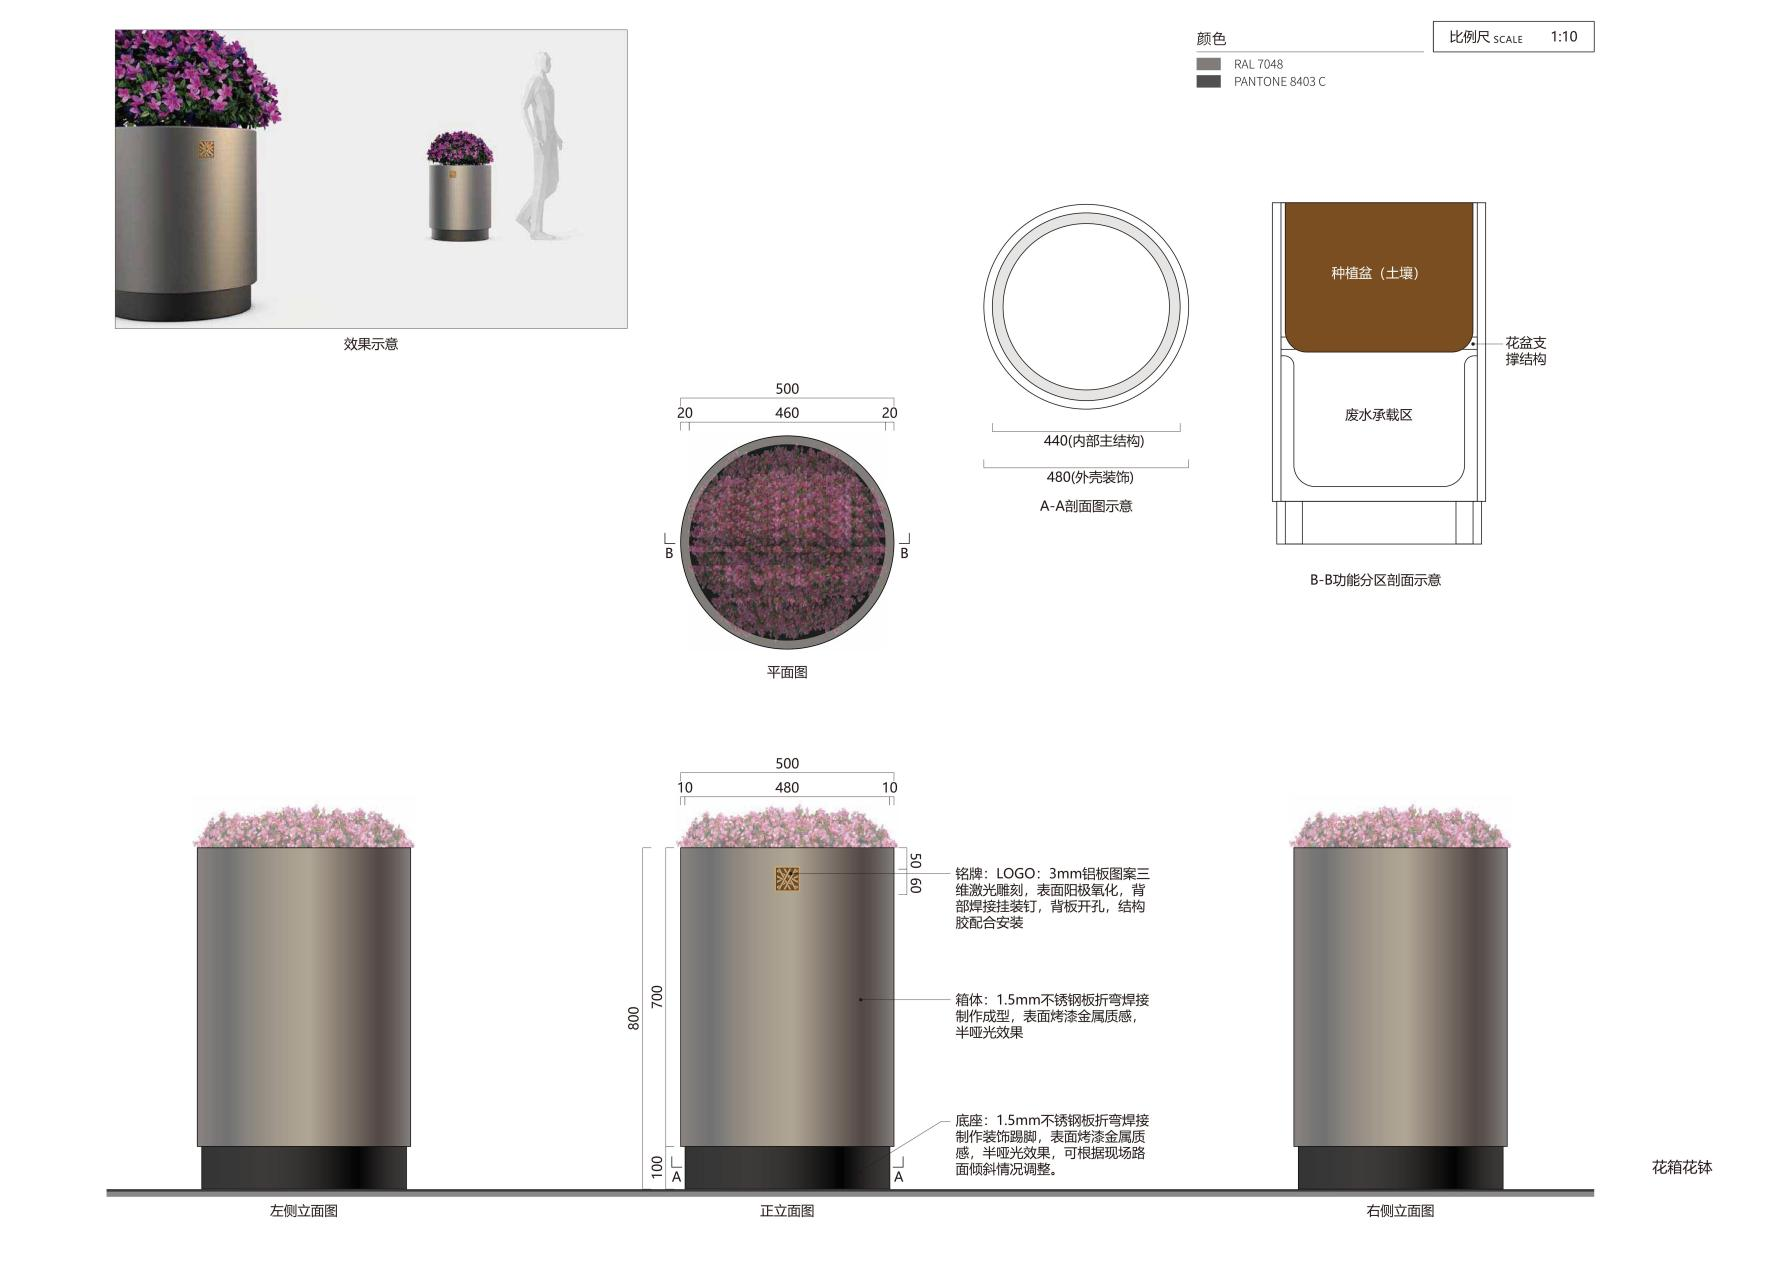 颜色
比例尺 SCALE 1:10
RAL 7048
PANTONE 8403 C
种植盆（土壤）
花盆支
撑结构
废水承载区
B-B功能分区剖面示意
440(内部主结构)
480(外壳装饰)
A-A剖面图示意
效果示意
500
20 460 20
B B
平面图
500
10 480 10
50
60
700
800
100
铭牌：LOGO：3mm铝板图案三
维激光雕刻，表面阳极氧化，背
部焊接挂装钉，背板开孔，结构
胶配合安装
箱体：1.5mm不锈钢板折弯焊接
制作成型，表面烤漆金属质感，
半哑光效果
底座：1.5mm不锈钢板折弯焊接
制作装饰踢脚，表面烤漆金属质
感，半哑光效果，可根据现场路
面倾斜情况调整。
A A
左侧立面图
正立面图
右侧立面图
花箱花钵